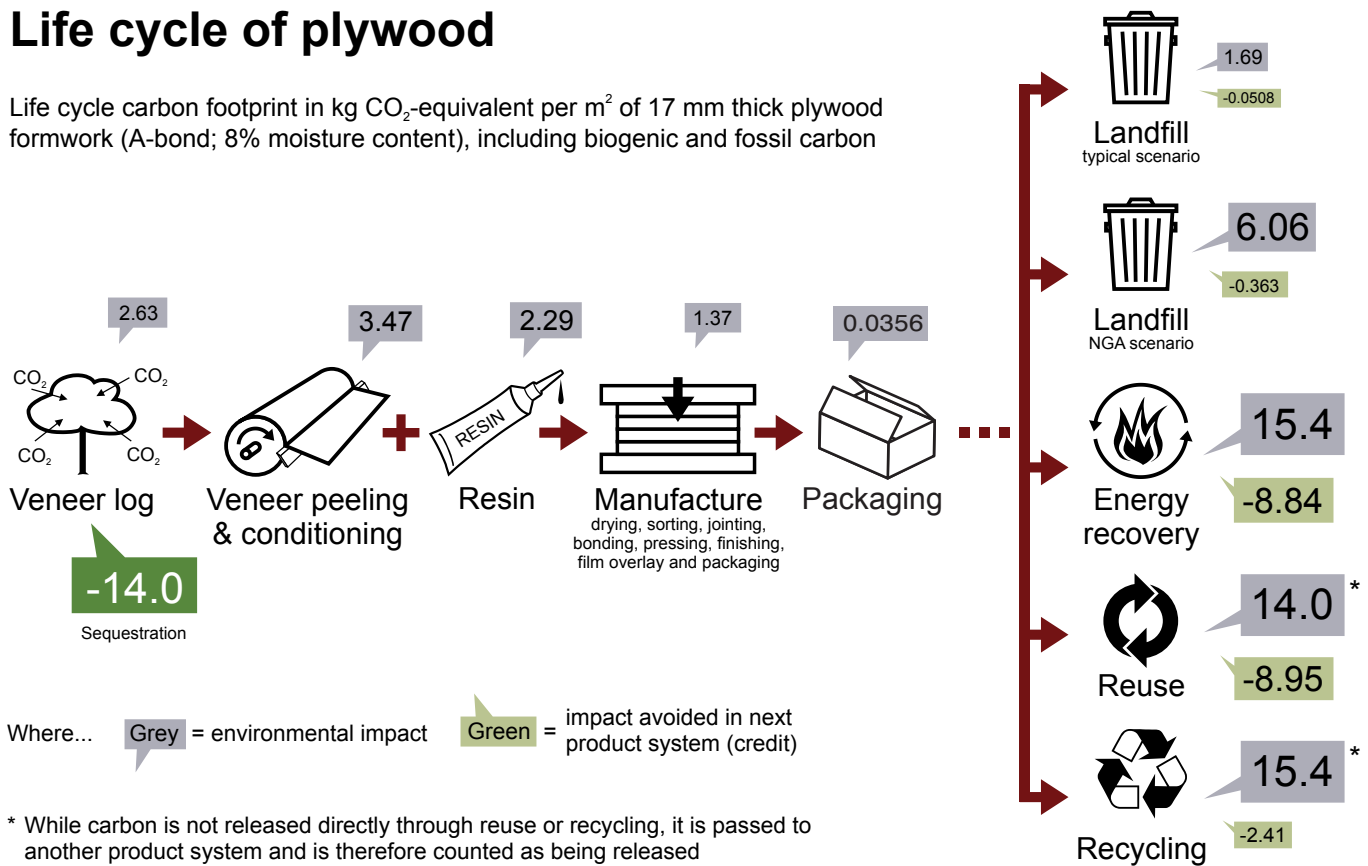 Life cycle of plywood
Life cycle carbon footprint in kg CO₂-equivalent per m² of 17 mm thick plywood
formwork (A-bond; 8% moisture content), including biogenic and fossil carbon
2.63
CO₂
CO₂
CO₂
CO₂
Veneer log
-14.0
Sequestration
3.47
Veneer peeling
& conditioning
2.29
RESIN
Resin
1.37
Manufacture
drying, sorting, jointing,
bonding, pressing, finishing,
film overlay and packaging
0.0356
Packaging
1.69
-0.0508
Landfill
typical scenario
6.06
-0.363
Landfill
NGA scenario
15.4
-8.84
Energy
recovery
14.0 *
-8.95
Reuse
15.4 *
-2.41
Recycling
Where... Grey = environmental impact Green = impact avoided in next
product system (credit)
* While carbon is not released directly through reuse or recycling, it is passed to
another product system and is therefore counted as being released